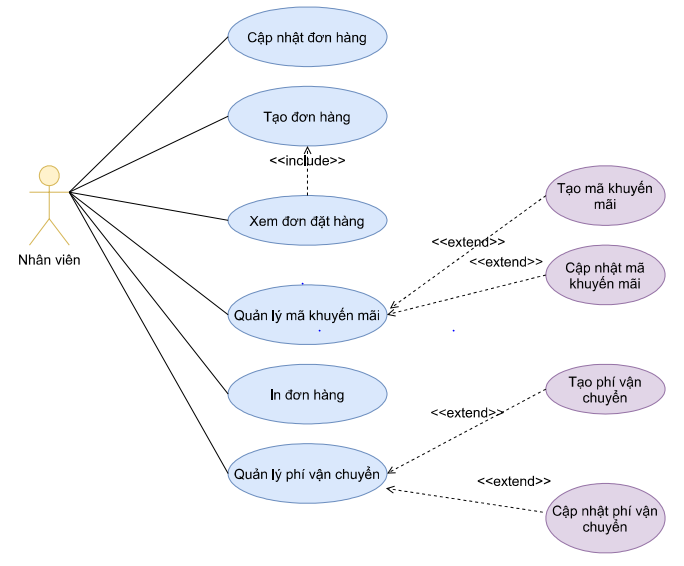 Cập nhật đơn hàng
Tạo đơn hàng
<<include>>
Xem đơn đặt hàng
Nhân viên
Quản lý mã khuyến mãi
In đơn hàng
Quản lý phí vận chuyển
Tạo mã khuyến
mãi
<<extend>>
<<extend>>
Cập nhật mã
khuyến mãi
Tạo phí vận
chuyển
<<extend>>
<<extend>>
Cập nhật phí vận
chuyển